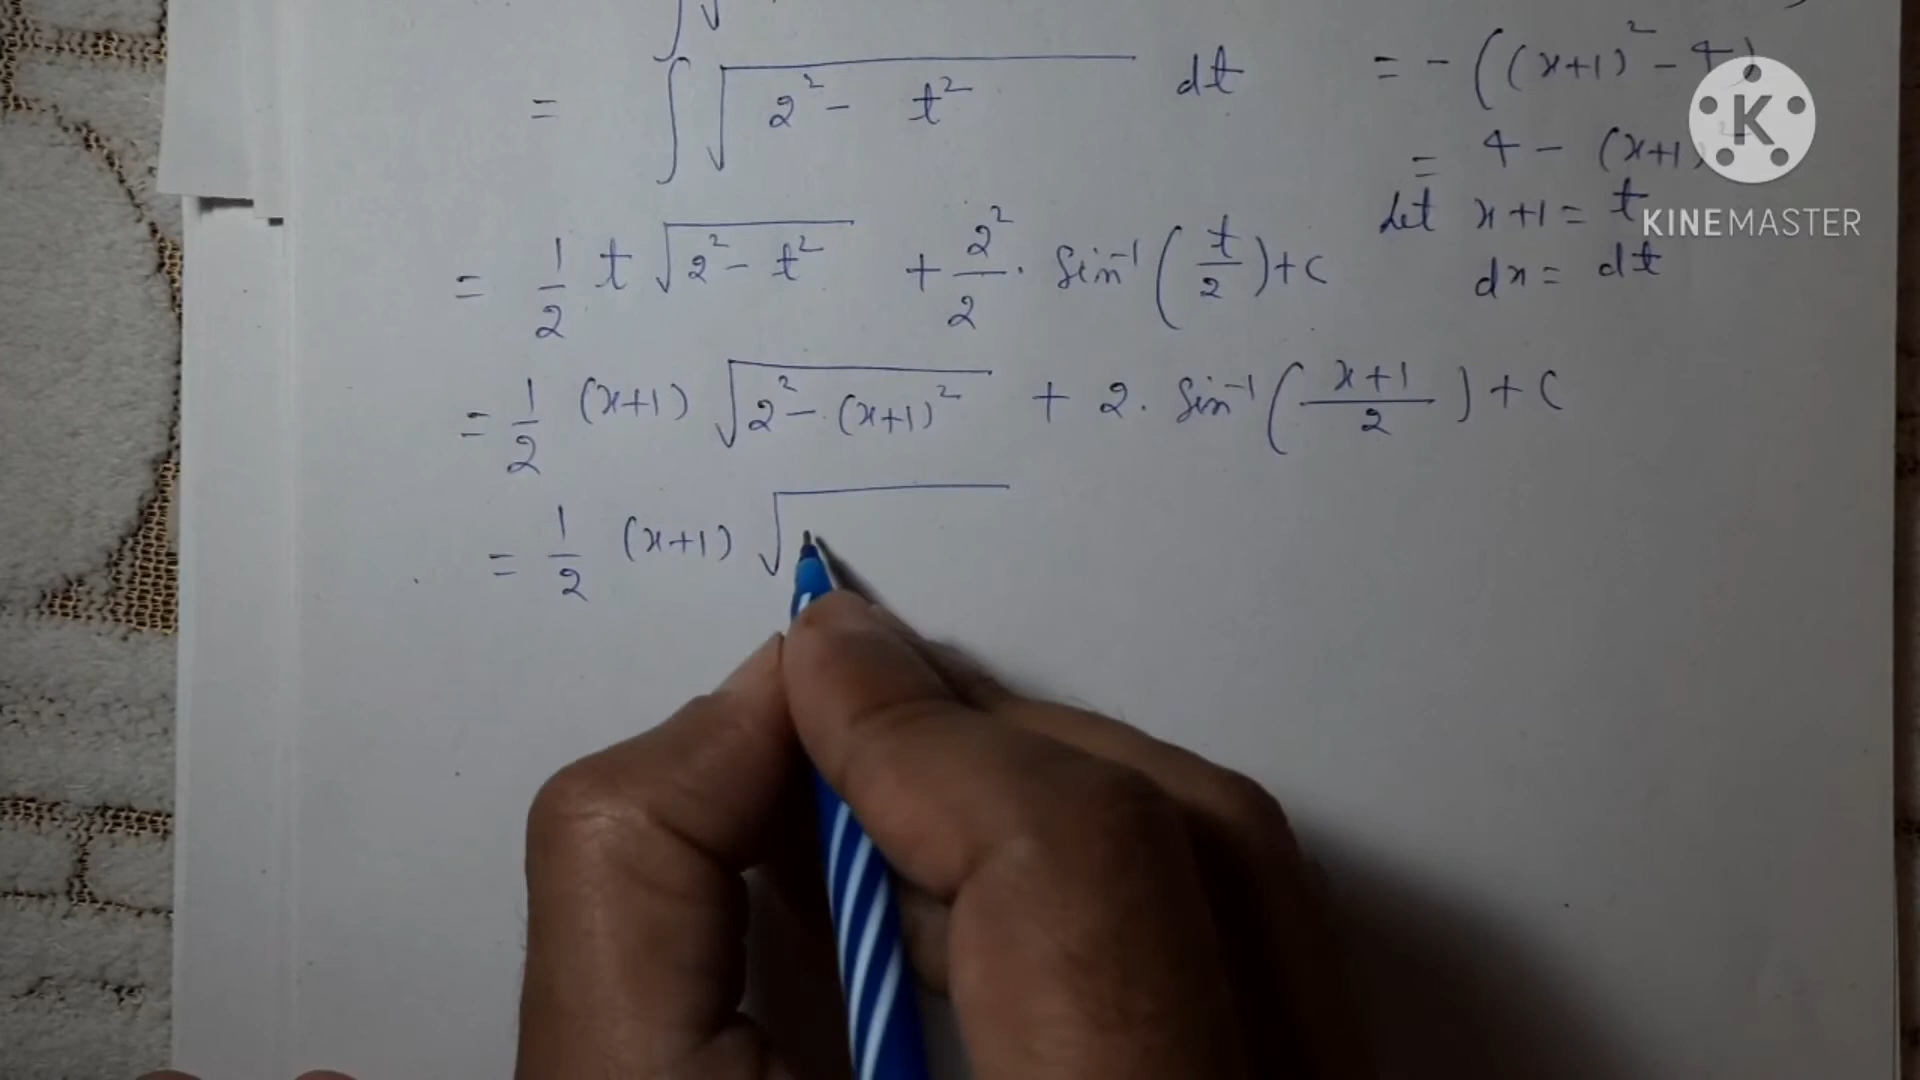 = ∫ √(2² - t²) dt
= - ((x+1)² - 4)
= 4 - (x+1)²
Let x+1 = t
dx = dt
= 1/2 t √(2² - t²) + 2²/2 . Sin⁻¹ (t/2) + C
= 1/2 (x+1) √(2² - (x+1)²) + 2 . Sin⁻¹ ((x+1)/2) + C
= 1/2 (x+1) √
K
KINEMASTER